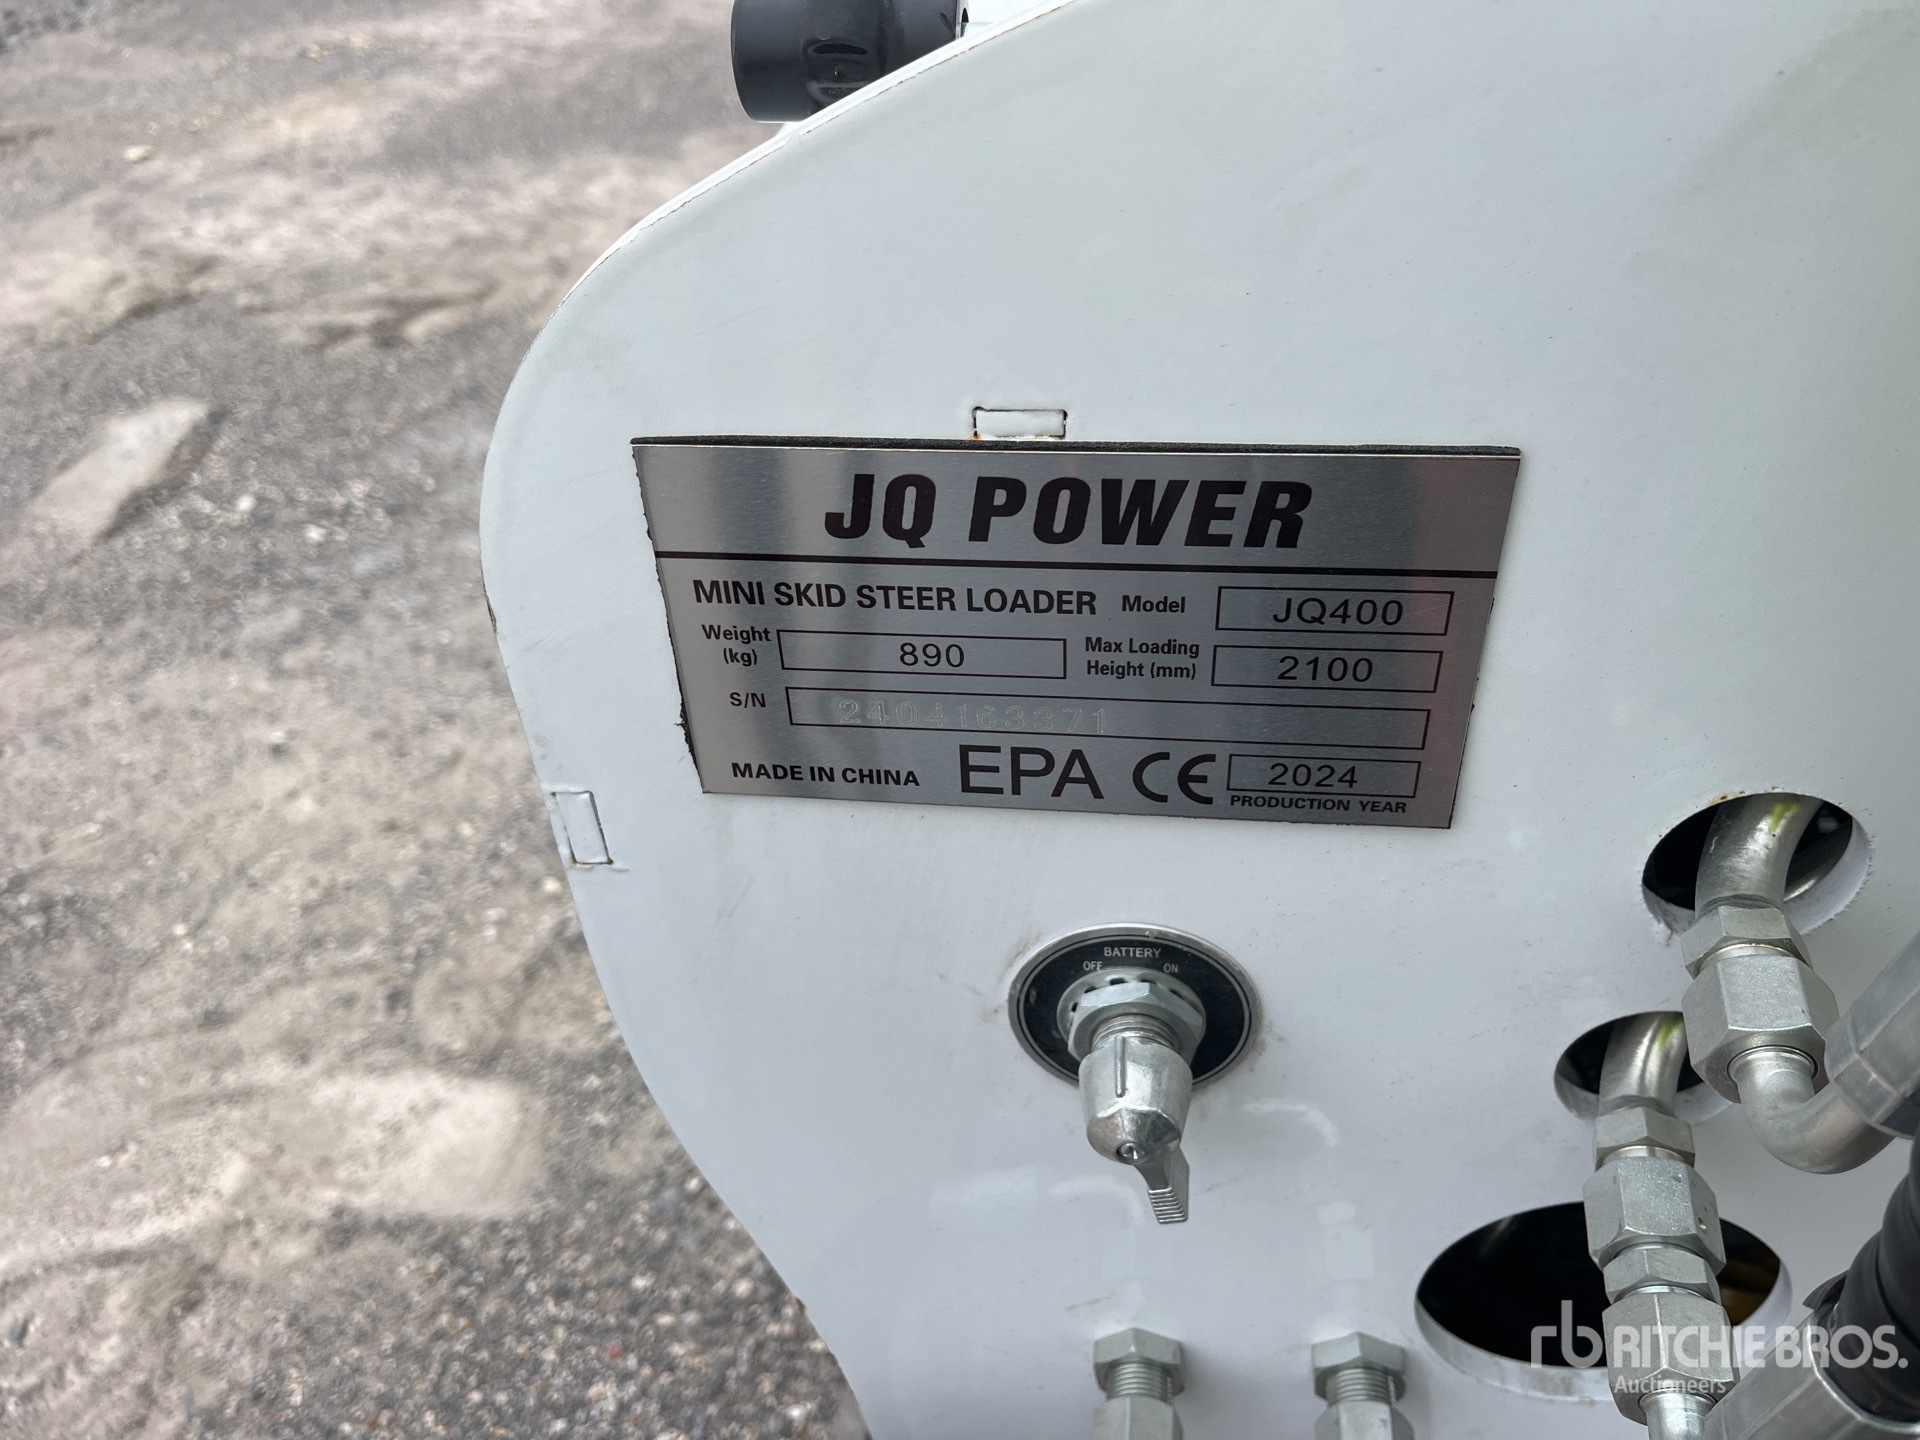 JQ POWER
MINI SKID STEER LOADER Model JQ400
Weight (kg) 890 Max Loading Height (mm) 2100
S/N 2404163371
MADE IN CHINA EPA CE 2024
PRODUCTION YEAR
BATTERY
OFF ON
rb RITCHIE BROS.
Auctioneers